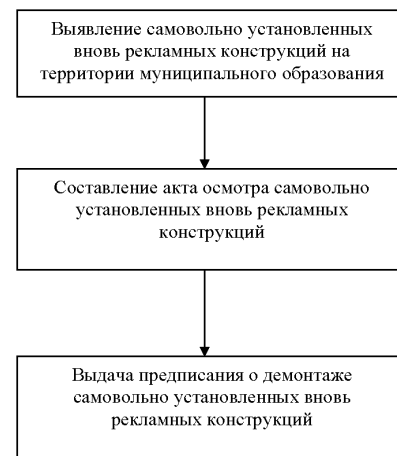 Выявление самовольно установленных
вновь рекламных конструкций на
территории муниципального образования
Составление акта осмотра самовольно
установленных вновь рекламных
конструкций
Выдача предписания о демонтаже
самовольно установленных вновь
рекламных конструкций